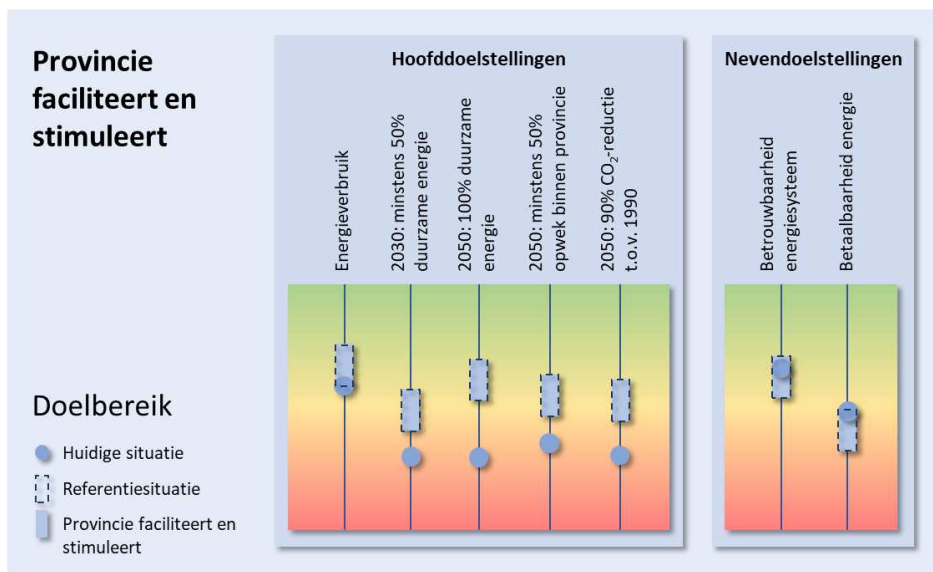 Provincie
faciliteert en
stimuleert
Hoofddoelstellingen
Energieverbruik
2030: minstens 50%
duurzame energie
2050: 100% duurzame
energie
2050: minstens 50%
opwek binnen provincie
2050: 90% CO₂-reductie
t.o.v. 1990
Nevendoelstellingen
Betrouwbaarheid
energiesysteem
Betaalbaarheid energie
Doelbereik
Huidige situatie
Referentiesituatie
Provincie faciliteert en
stimuleert